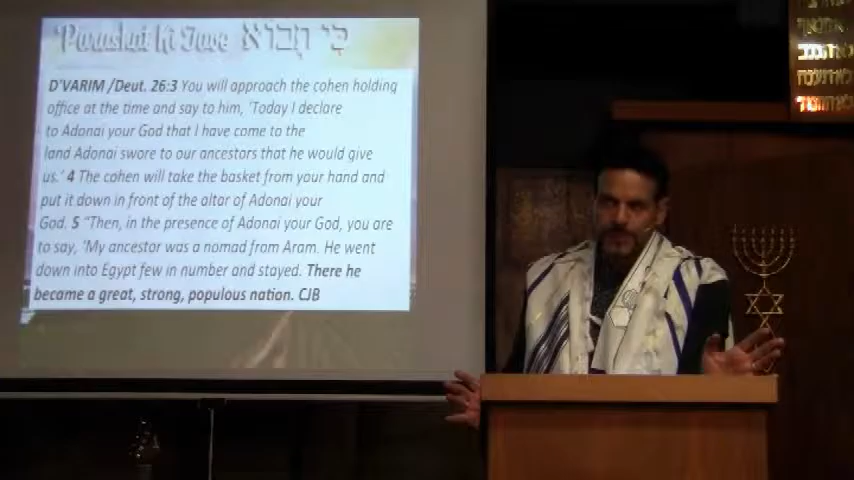 Parashat Ki Tavo כִּי תָבוֹא
D'VARIM /Deut. 26:3 You will approach the cohen holding
office at the time and say to him, 'Today I declare
to Adonai your God that I have come to the
land Adonai swore to our ancestors that he would give
us.' 4 The cohen will take the basket from your hand and
put it down in front of the altar of Adonai your
God. 5 "Then, in the presence of Adonai your God, you are
to say, 'My ancestor was a nomad from Aram. He went
down into Egypt few in number and stayed. There he
became a great, strong, populous nation. CJB